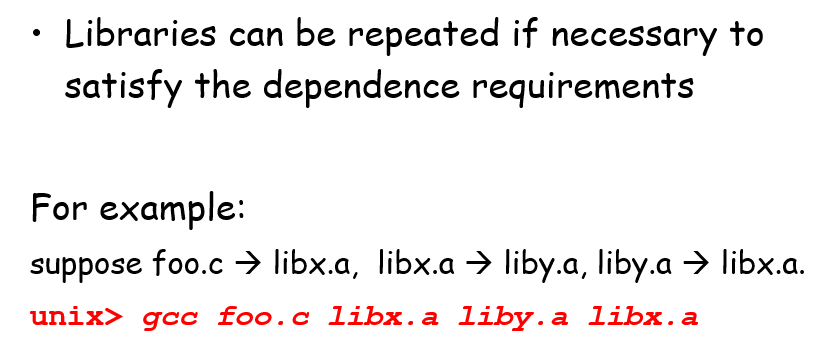 • Libraries can be repeated if necessary to
satisfy the dependence requirements
For example:
suppose foo.c → libx.a, libx.a → liby.a, liby.a → libx.a.
unix> gcc foo.c libx.a liby.a libx.a